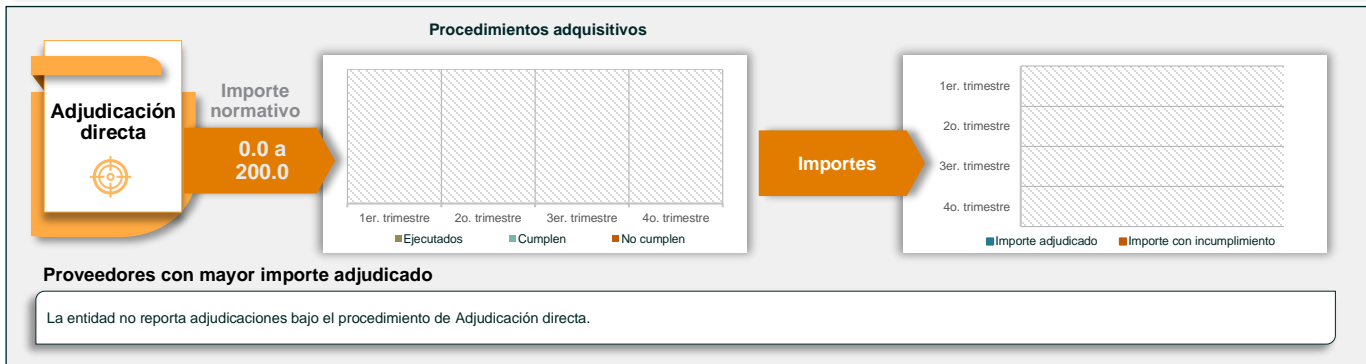 Procedimientos adquisitivos
Adjudicación
directa
Importe
normativo
0.0 a
200.0
1er. trimestre
2o. trimestre
3er. trimestre
4o. trimestre
Ejecutados
Cumplen
No cumplen
Importes
1er. trimestre
2o. trimestre
3er. trimestre
4o. trimestre
Importe adjudicado
Importe con incumplimiento
Proveedores con mayor importe adjudicado
La entidad no reporta adjudicaciones bajo el procedimiento de Adjudicación directa.